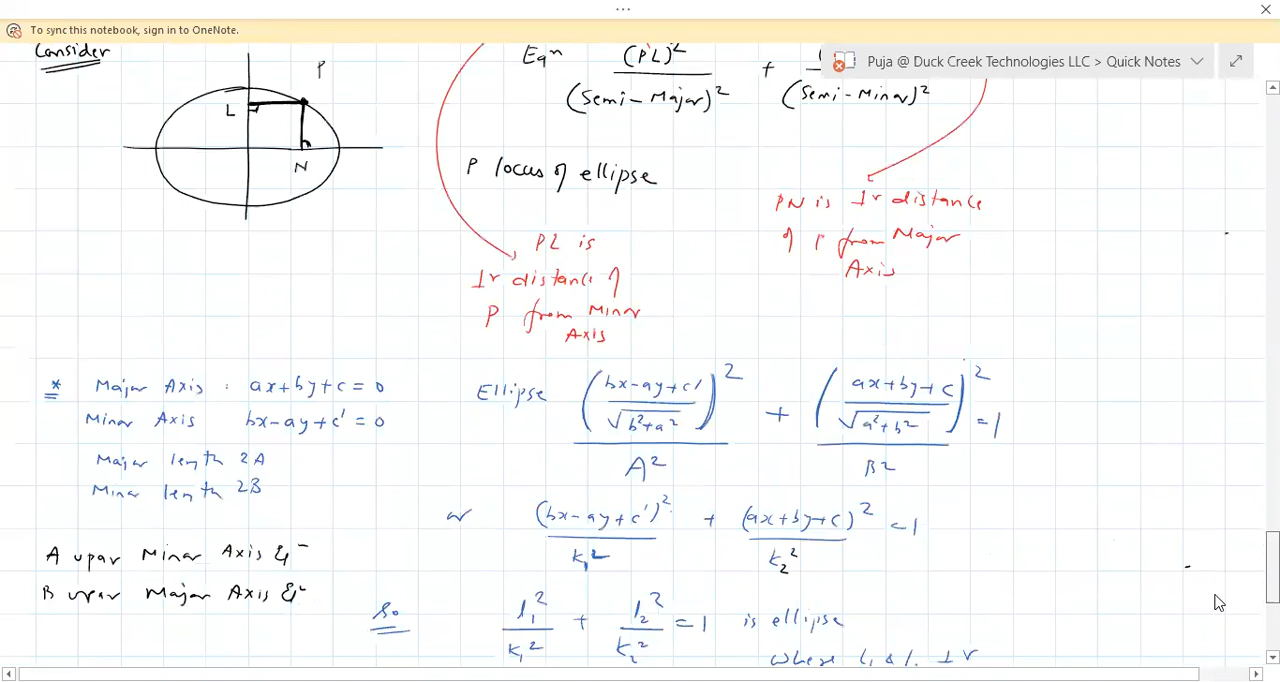 To sync this notebook, sign in to OneNote.
Puja @ Duck Creek Technologies LLC > Quick Notes
Consider
P
L
N
Eqn (PL)² / (Semi-Major)² + ( / (Semi-Minor)²
P locus of ellipse
PN is ⊥r distance
of P from Major
Axis
PL is
⊥r distance of
P from Minor
Axis
* Major Axis : ax+by+c=0
Minor Axis bx-ay+c'=0
Major length 2A
Minor length 2B
Ellipse ((bx-ay+c')/√(b²+a²))² / A² + ((ax+by+c)/√(a²+b²))² / B² = 1
or (bx-ay+c')² / k₁² + (ax+by+c)² / k₂² = 1
A upar Minor Axis Eqn
B upar Major Axis Eqn
So l₁²/k₁² + l₂²/k₂² = 1 is ellipse
where l₁ & l₂ ⊥r